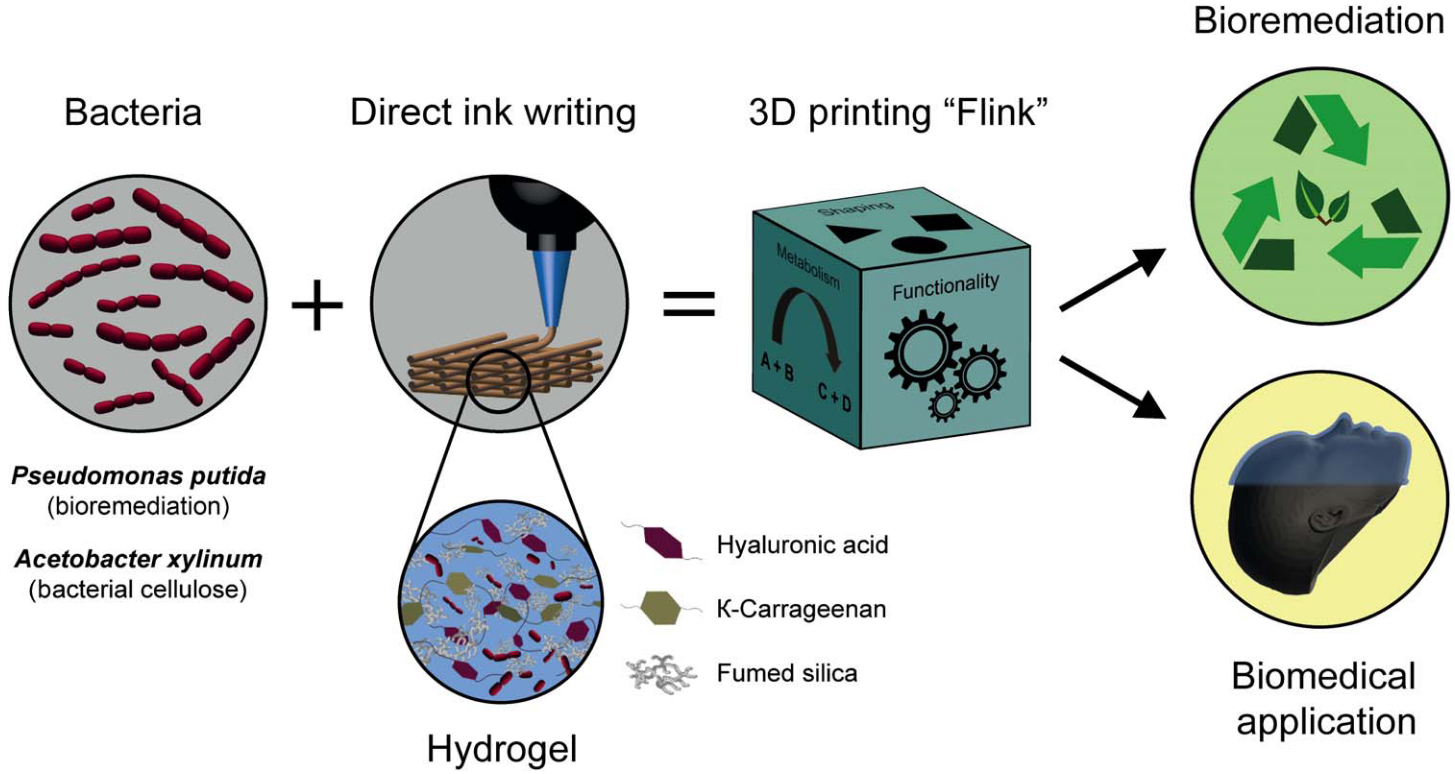 Bacteria
Direct ink writing
3D printing “Flink”
Bioremediation
+
=
Shaping
Metabolism
A + B
C + D
Functionality
Pseudomonas putida
(bioremediation)
Acetobacter xylinum
(bacterial cellulose)
Hyaluronic acid
К-Carrageenan
Fumed silica
Hydrogel
Biomedical
application